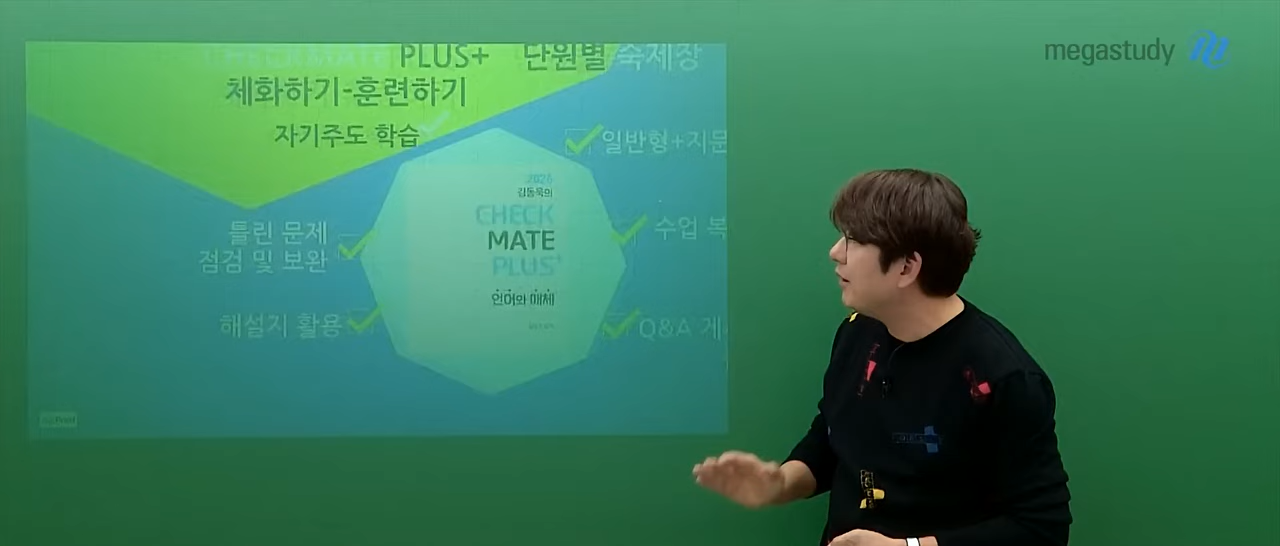 megastudy
CHECKMATE PLUS+ 단원별 숙제장
체화하기-훈련하기
자기주도 학습
일반형+지문
2026
김동욱의
CHECK
MATE
PLUS+
언어와 매체
틀린 문제
점검 및 보완
수업 복
해설지 활용
Q&A 게